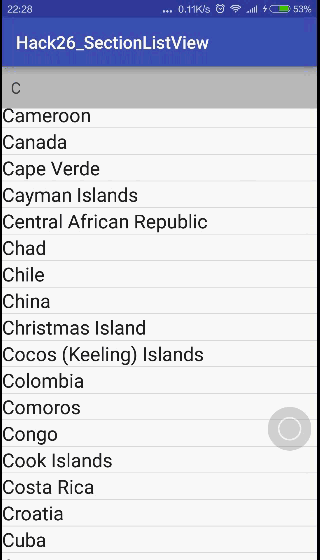 22:28 ... 0.11K/s 53%
Hack26_SectionListView
C
Cameroon
Canada
Cape Verde
Cayman Islands
Central African Republic
Chad
Chile
China
Christmas Island
Cocos (Keeling) Islands
Colombia
Comoros
Congo
Cook Islands
Costa Rica
Croatia
Cuba